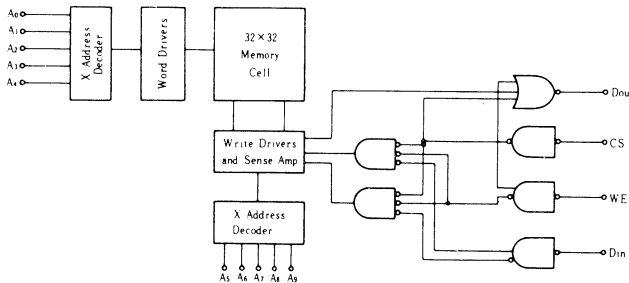 A0
A1
A2
A3
A4
X Address
Decoder
Word Drivers
32×32
Memory
Cell
Write Drivers
and Sense Amp
X Address
Decoder
A5
A6
A7
A8
A9
Dou
CS
WE
Din